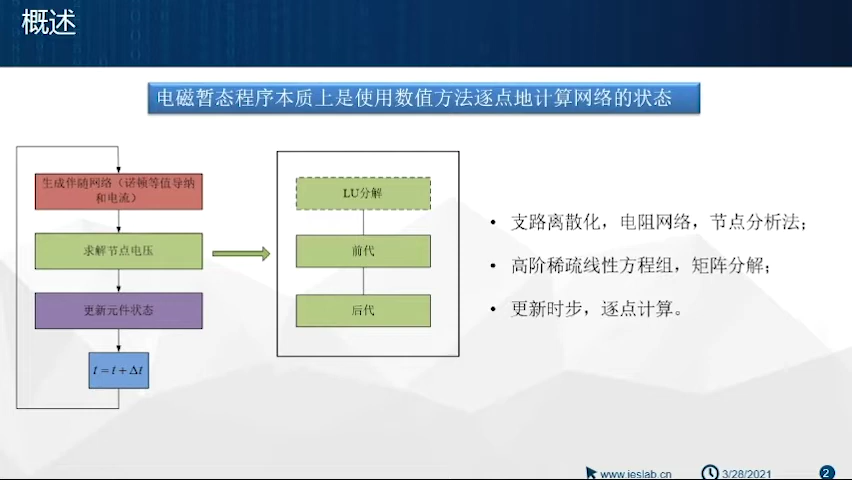 概述
电磁暂态程序本质上是使用数值方法逐点地计算网络的状态
生成伴随网络（诺顿等值导纳
和电流）
求解节点电压
更新元件状态
t = t + Δt
LU分解
前代
后代
• 支路离散化，电阻网络，节点分析法；
• 高阶稀疏线性方程组，矩阵分解；
• 更新时步，逐点计算。
www.ieslab.cn
3/28/2021
2